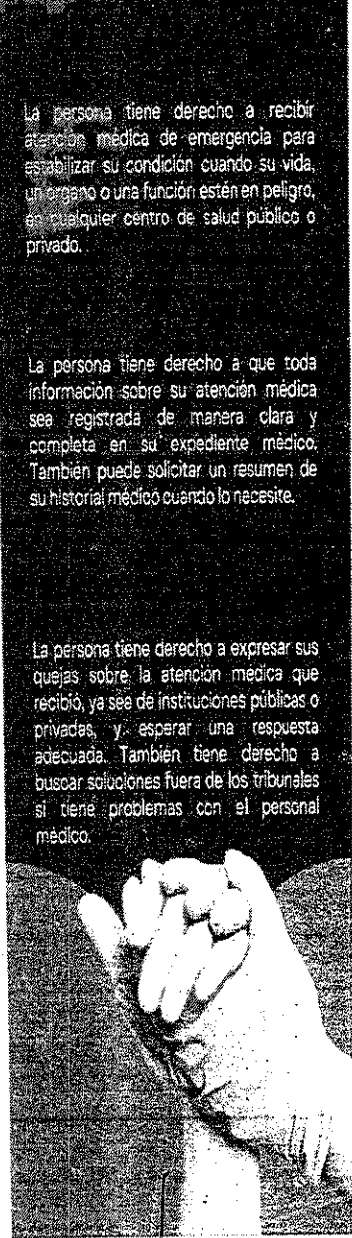 La persona tiene derecho a recibir
atención médica de emergencia para
estabilizar su condición cuando su vida,
un órgano o una función estén en peligro,
en cualquier centro de salud público o
privado.
La persona tiene derecho a que toda
información sobre su atención médica
sea registrada de manera clara y
completa en su expediente médico.
También puede solicitar un resumen de
su historial médico cuando lo necesite.
La persona tiene derecho a expresar sus
quejas sobre la atención médica que
recibió, ya sea de instituciones públicas o
privadas, y esperar una respuesta
adecuada. También tiene derecho a
buscar soluciones fuera de los tribunales
si tiene problemas con el personal
médico.